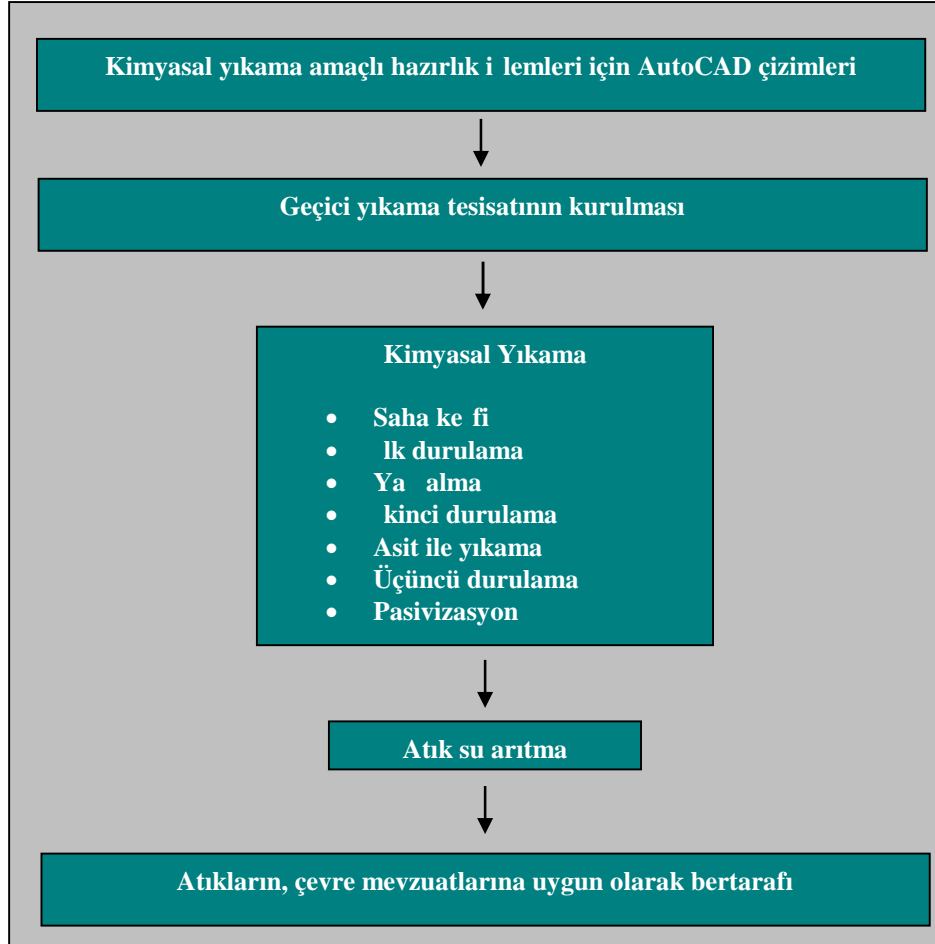 Kimyasal yıkama amaçlı hazırlık i lemleri için AutoCAD çizimleri
Geçici yıkama tesisatının kurulması
Kimyasal Yıkama
• Saha ke fi
• lk durulama
• Ya alma
• kinci durulama
• Asit ile yıkama
• Üçüncü durulama
• Pasivizasyon
Atık su arıtma
Atıkların, çevre mevzuatlarına uygun olarak bertarafı